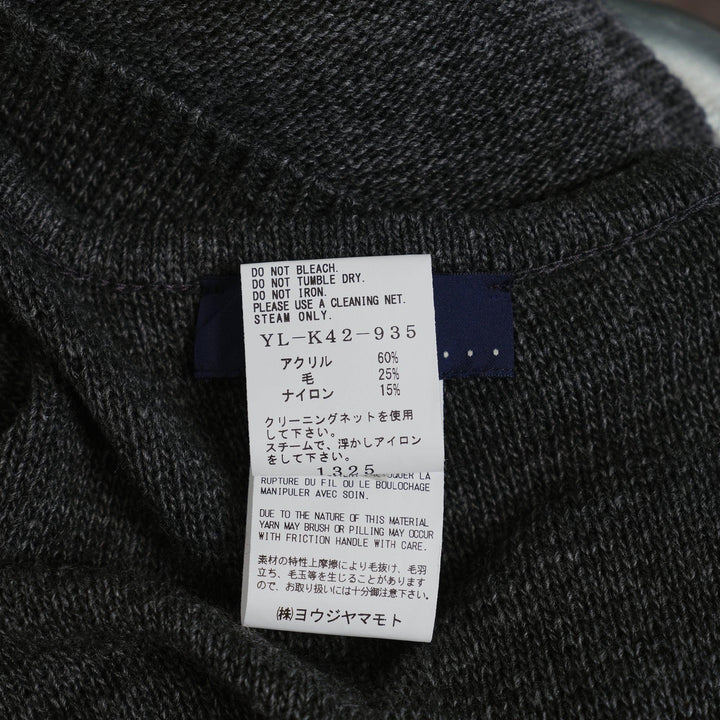 DO NOT BLEACH.
DO NOT TUMBLE DRY.
DO NOT IRON.
PLEASE USE A CLEANING NET.
STEAM ONLY.
YL-K42-935
アクリル 60%
毛 25%
ナイロン 15%
クリーニングネットを使用
して下さい。
スチームで、浮かしアイロン
をして下さい。
1325
LA
RUPTURE DU FIL OU LE BOULOCHAGE
MANIPULER AVEC SOIN.
DUE TO THE NATURE OF THIS MATERIAL
YARN MAY BRUSH OR PILLING MAY OCCUR
WITH FRICTION HANDLE WITH CARE.
素材の特性上摩擦により毛抜け、毛羽
立ち、毛玉等を生じることがあります
ので、お取り扱いには十分御注意ください。
㈱ヨウジヤマモト